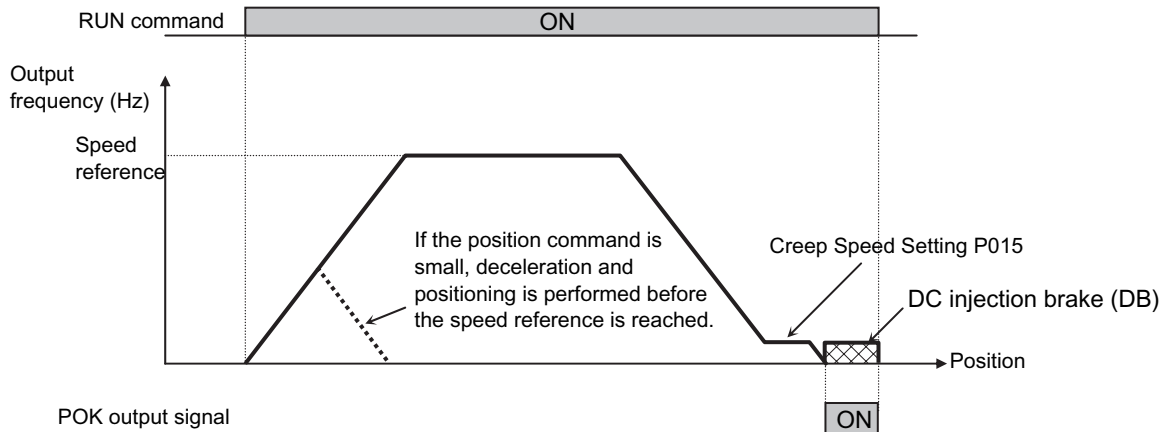 RUN command
ON
Output
frequency (Hz)
Speed
reference
If the position command is
small, deceleration and
positioning is performed before
the speed reference is reached.
Creep Speed Setting P015
DC injection brake (DB)
Position
POK output signal
ON